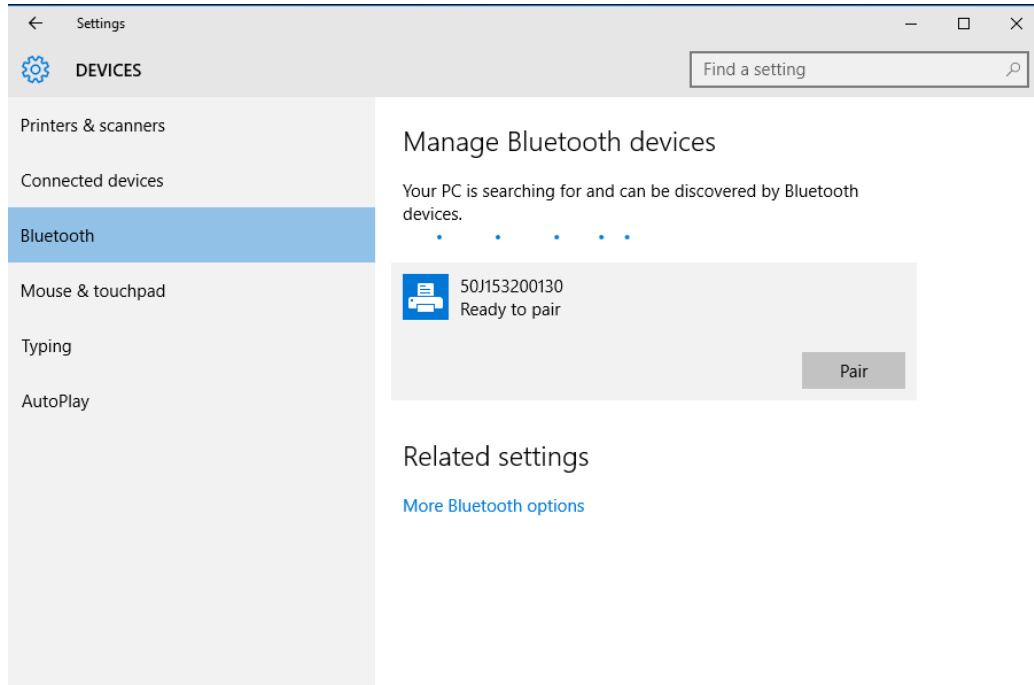 Settings
DEVICES
Find a setting
Printers & scanners
Connected devices
Bluetooth
Mouse & touchpad
Typing
AutoPlay
Manage Bluetooth devices
Your PC is searching for and can be discovered by Bluetooth
devices.
50J153200130
Ready to pair
Pair
Related settings
More Bluetooth options